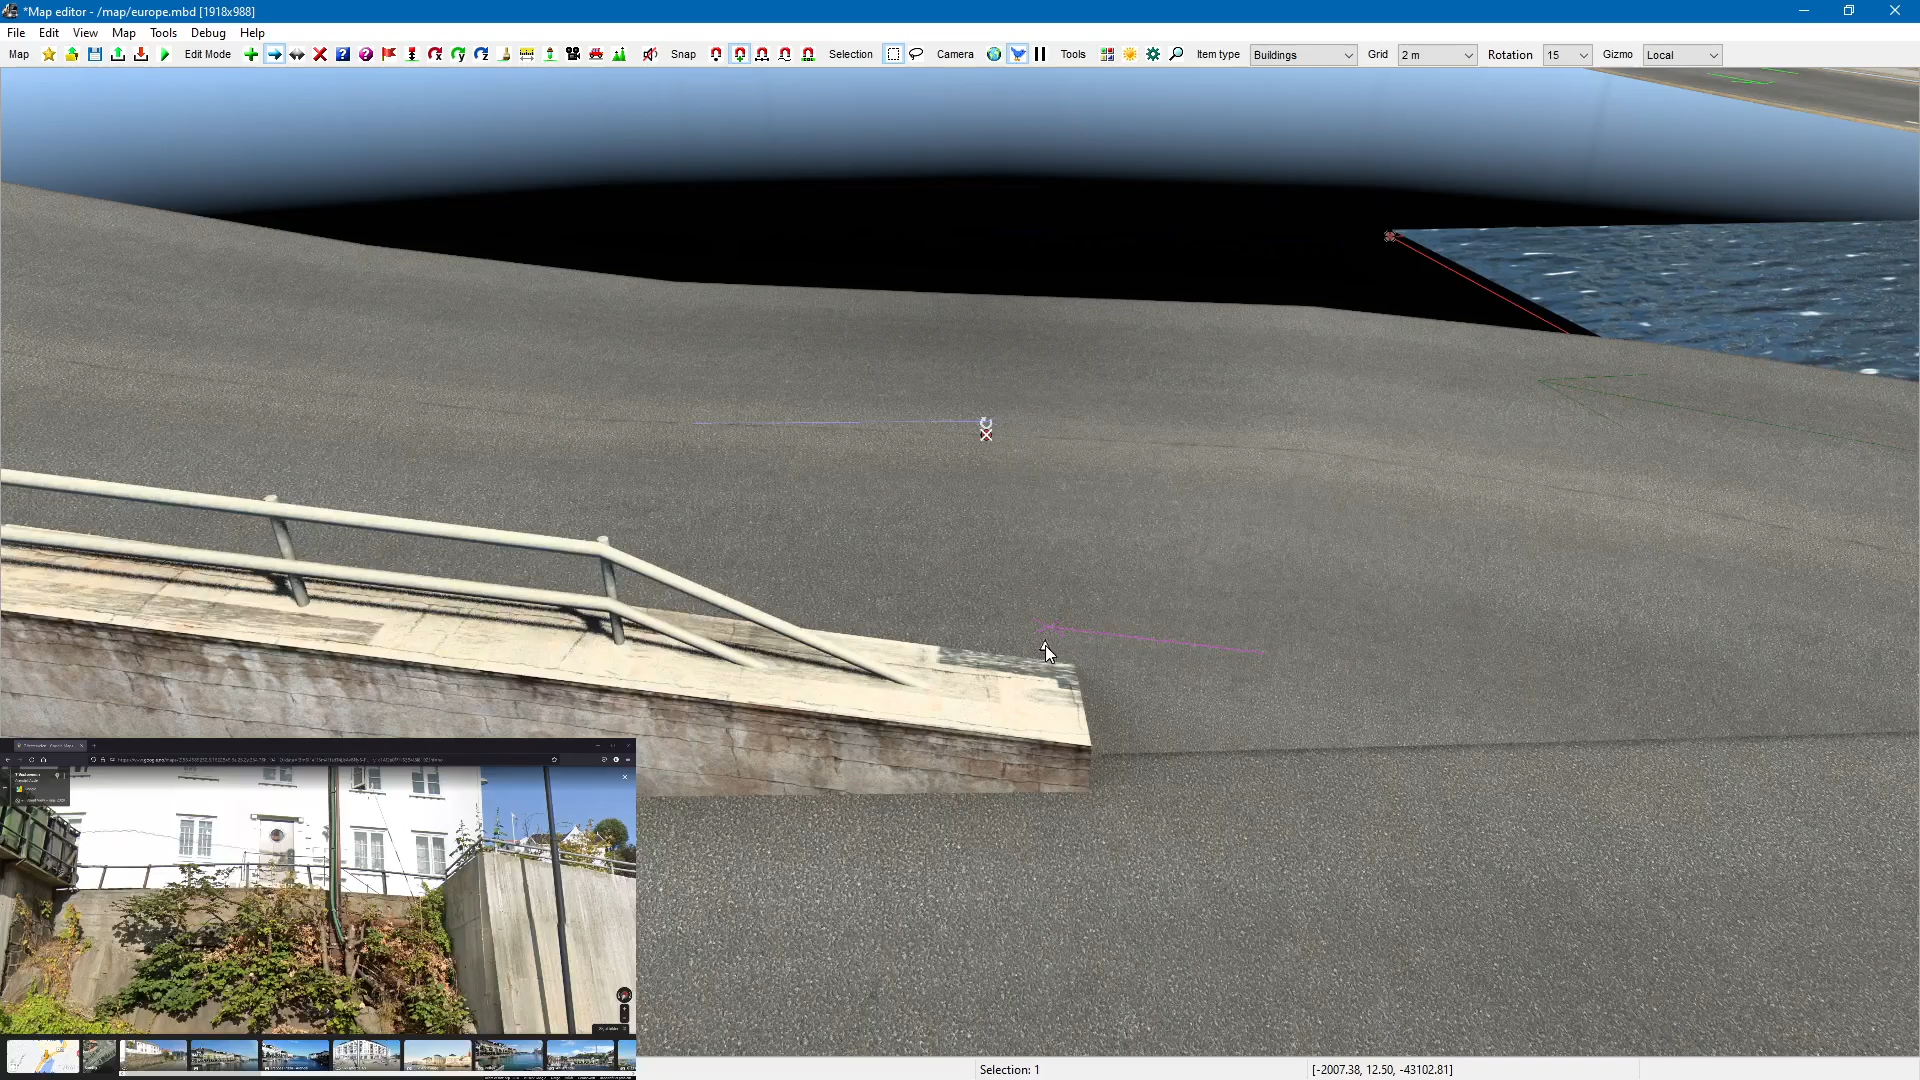 *Map editor - /map/europe.mbd [1918x988]
File Edit View Map Tools Debug Help
Map Edit Mode Snap Selection Camera Tools Item type Buildings Grid 2 m Rotation 15 Gizmo Local
Selection: 1 [-2007.38, 12.50, -43102.81]